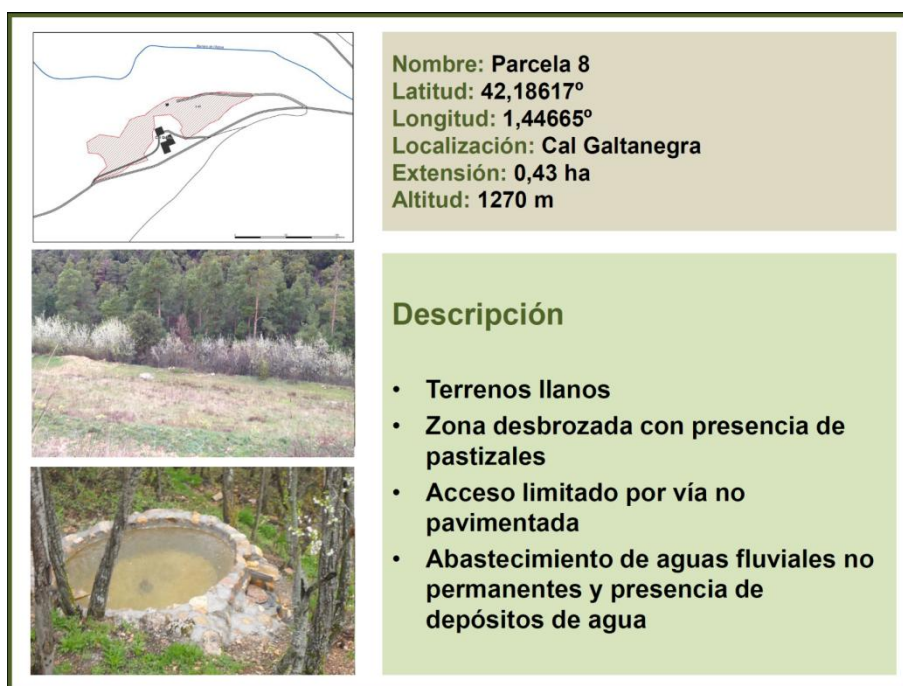 Nombre: Parcela 8
Latitud: 42,18617º
Longitud: 1,44665º
Localización: Cal Galtanegra
Extensión: 0,43 ha
Altitud: 1270 m
Descripción
• Terrenos llanos
• Zona desbrozada con presencia de
pastizales
• Acceso limitado por vía no
pavimentada
• Abastecimiento de aguas fluviales no
permanentes y presencia de
depósitos de agua